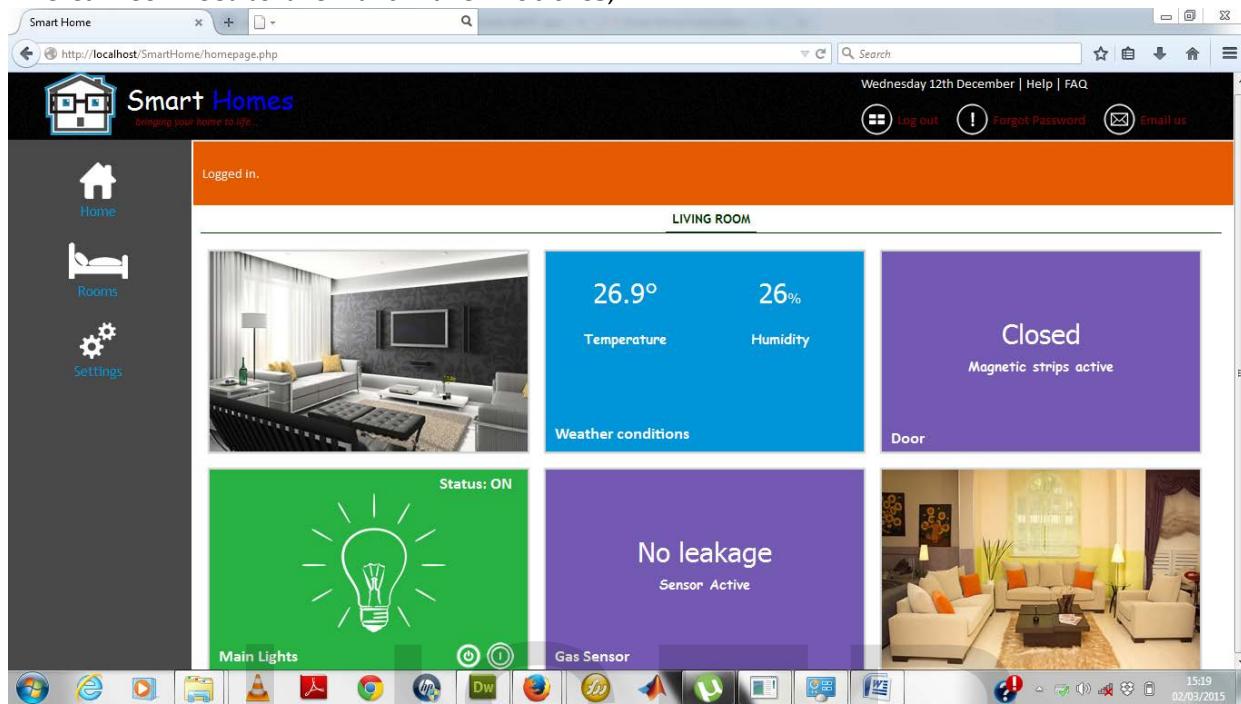 Smart Home
http://localhost/SmartHome/homepage.php
Search
Smart Homes
bringing your home to life...
Wednesday 12th December | Help | FAQ
Log out
Forgot Password
Email us
Home
Rooms
Settings
Logged in.
LIVING ROOM
26.9° 26%
Temperature Humidity
Weather conditions
Closed
Magnetic strips active
Door
Status: ON
Main Lights
No leakage
Sensor Active
Gas Sensor
Dw
15:19
02/03/2015